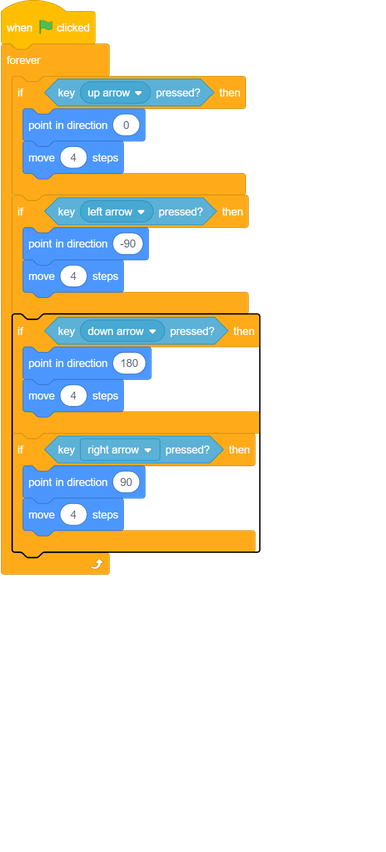 when clicked
forever
if key up arrow pressed? then
point in direction 0
move 4 steps
if key left arrow pressed? then
point in direction -90
move 4 steps
if key down arrow pressed? then
point in direction 180
move 4 steps
if key right arrow pressed? then
point in direction 90
move 4 steps